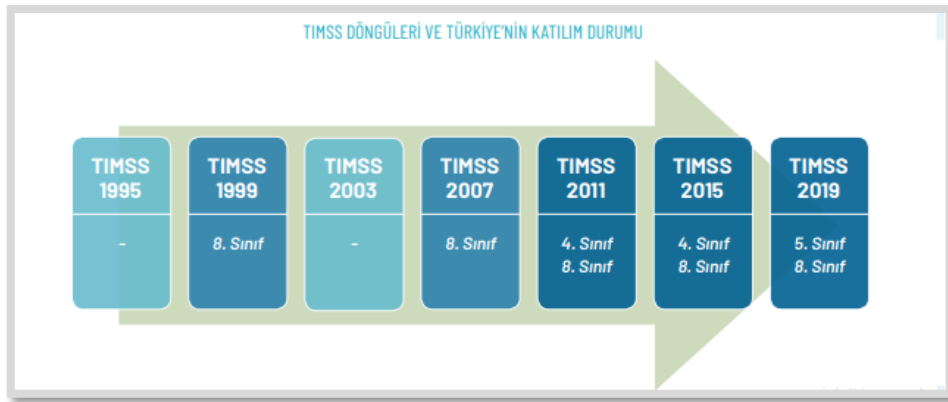 TIMSS DÖNGÜLERİ VE TÜRKİYE'NİN KATILIM DURUMU
TIMSS
1995
-
TIMSS
1999
8. Sınıf
TIMSS
2003
-
TIMSS
2007
8. Sınıf
TIMSS
2011
4. Sınıf
8. Sınıf
TIMSS
2015
4. Sınıf
8. Sınıf
TIMSS
2019
5. Sınıf
8. Sınıf